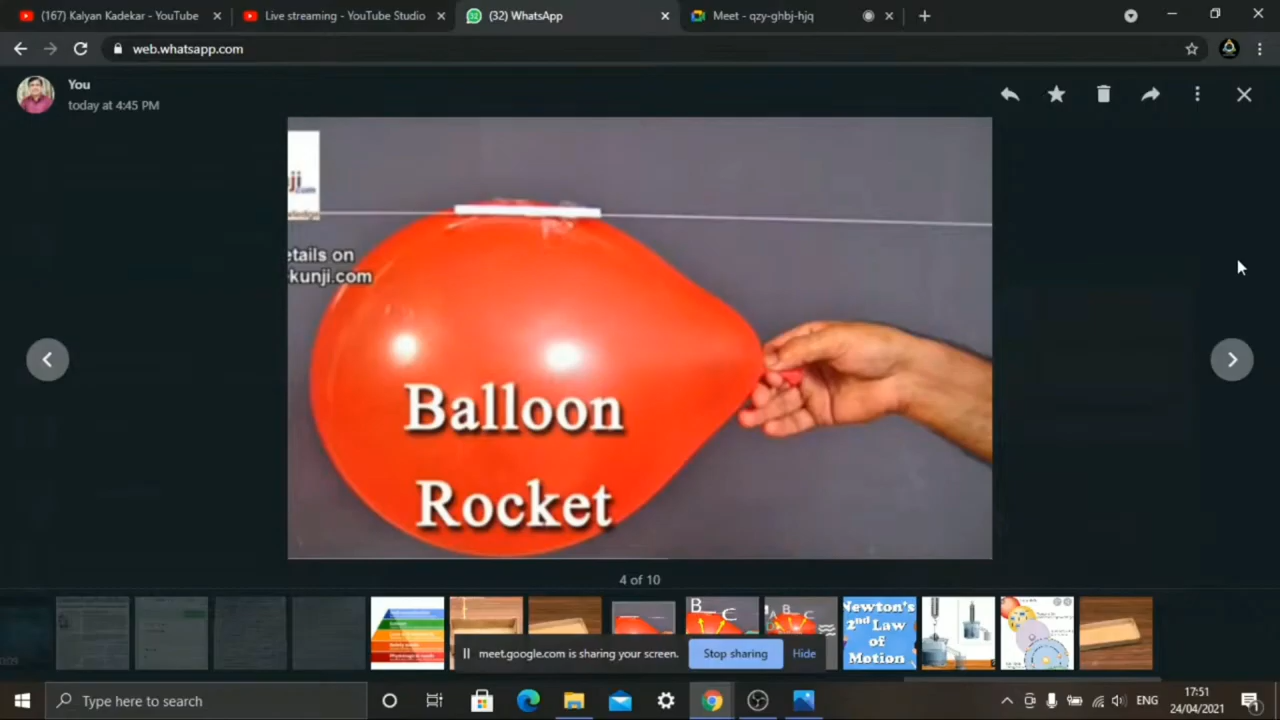 (167) Kalyan Kadekar - YouTube
Live streaming - YouTube Studio
(32) WhatsApp
Meet - qzy-ghbj-hjq
web.whatsapp.com
You
today at 4:45 PM
etails on
kunji.com
Balloon
Rocket
4 of 10
B C
A B C
Newton's
2nd Law
of
Motion
meet.google.com is sharing your screen.
Stop sharing
Hide
Type here to search
ENG
17:51
24/04/2021
1